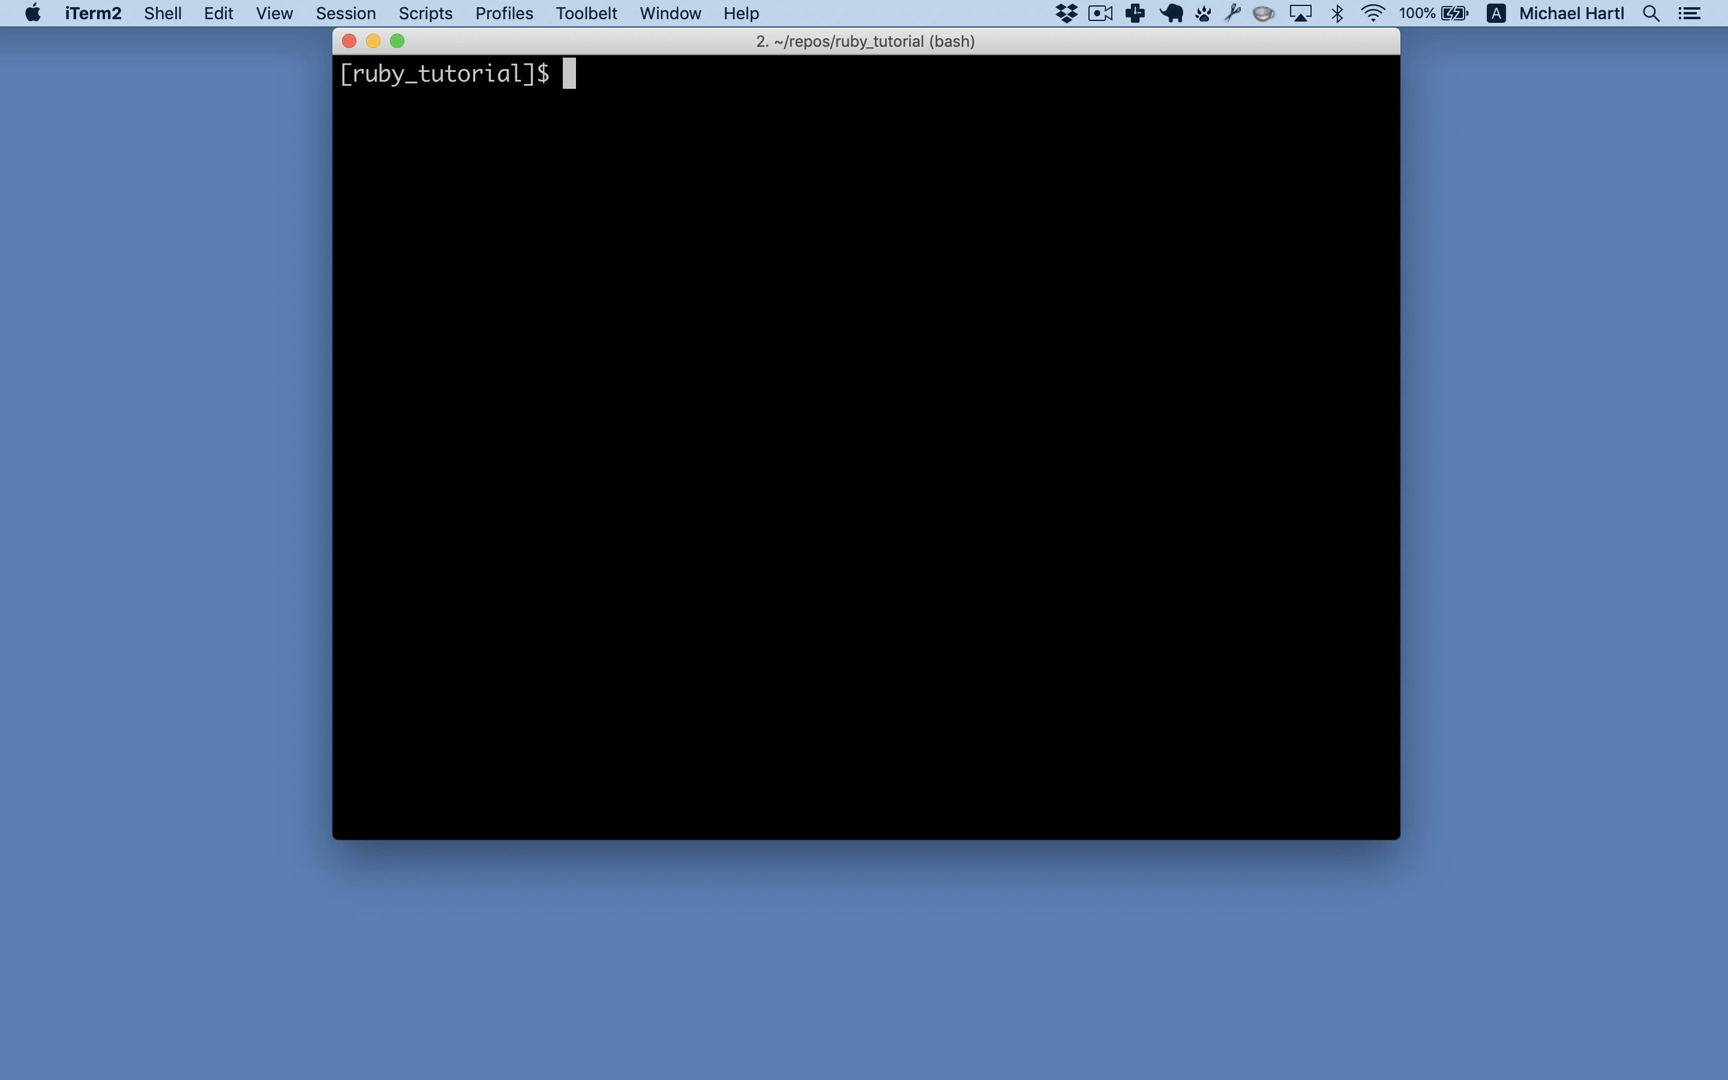 iTerm2 Shell Edit View Session Scripts Profiles Toolbelt Window Help 100% A Michael Hartl
2. ~/repos/ruby_tutorial (bash)
[ruby_tutorial]$